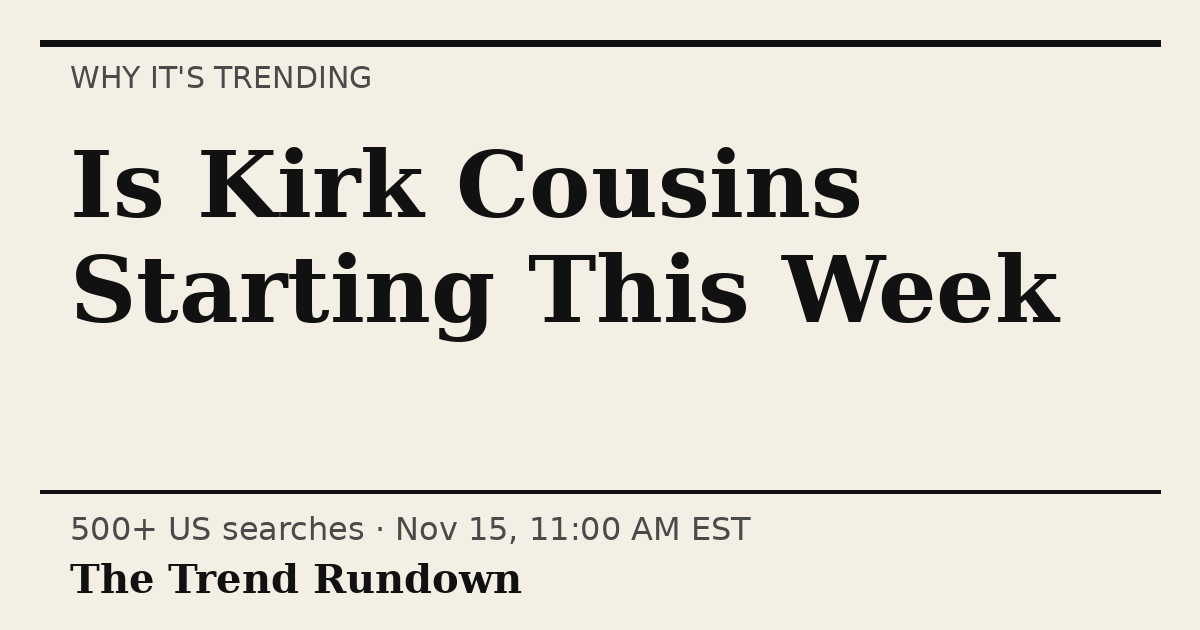 WHY IT'S TRENDING
Is Kirk Cousins
Starting This Week
500+ US searches · Nov 15, 11:00 AM EST
The Trend Rundown